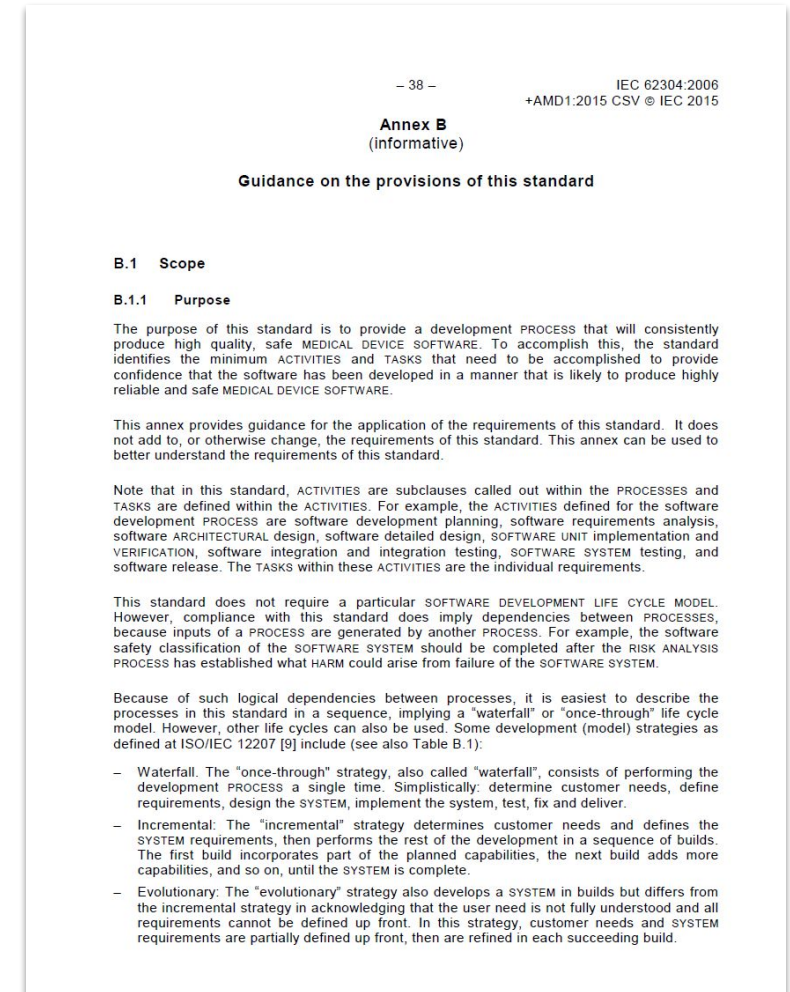 – 38 –
IEC 62304:2006
+AMD1:2015 CSV © IEC 2015
Annex B
(informative)
Guidance on the provisions of this standard
B.1 Scope
B.1.1 Purpose
The purpose of this standard is to provide a development PROCESS that will consistently
produce high quality, safe MEDICAL DEVICE SOFTWARE. To accomplish this, the standard
identifies the minimum ACTIVITIES and TASKS that need to be accomplished to provide
confidence that the software has been developed in a manner that is likely to produce highly
reliable and safe MEDICAL DEVICE SOFTWARE.
This annex provides guidance for the application of the requirements of this standard. It does
not add to, or otherwise change, the requirements of this standard. This annex can be used to
better understand the requirements of this standard.
Note that in this standard, ACTIVITIES are subclauses called out within the PROCESSES and
TASKS are defined within the ACTIVITIES. For example, the ACTIVITIES defined for the software
development PROCESS are software development planning, software requirements analysis,
software ARCHITECTURAL design, software detailed design, SOFTWARE UNIT implementation and
VERIFICATION, software integration and integration testing, SOFTWARE SYSTEM testing, and
software release. The TASKS within these ACTIVITIES are the individual requirements.
This standard does not require a particular SOFTWARE DEVELOPMENT LIFE CYCLE MODEL.
However, compliance with this standard does imply dependencies between PROCESSES,
because inputs of a PROCESS are generated by another PROCESS. For example, the software
safety classification of the SOFTWARE SYSTEM should be completed after the RISK ANALYSIS
PROCESS has established what HARM could arise from failure of the SOFTWARE SYSTEM.
Because of such logical dependencies between processes, it is easiest to describe the
processes in this standard in a sequence, implying a “waterfall” or “once-through” life cycle
model. However, other life cycles can also be used. Some development (model) strategies as
defined at ISO/IEC 12207 [9] include (see also Table B.1):
– Waterfall. The “once-through" strategy, also called “waterfall”, consists of performing the
development PROCESS a single time. Simplistically: determine customer needs, define
requirements, design the SYSTEM, implement the system, test, fix and deliver.
– Incremental: The “incremental” strategy determines customer needs and defines the
SYSTEM requirements, then performs the rest of the development in a sequence of builds.
The first build incorporates part of the planned capabilities, the next build adds more
capabilities, and so on, until the SYSTEM is complete.
– Evolutionary: The “evolutionary” strategy also develops a SYSTEM in builds but differs from
the incremental strategy in acknowledging that the user need is not fully understood and all
requirements cannot be defined up front. In this strategy, customer needs and SYSTEM
requirements are partially defined up front, then are refined in each succeeding build.